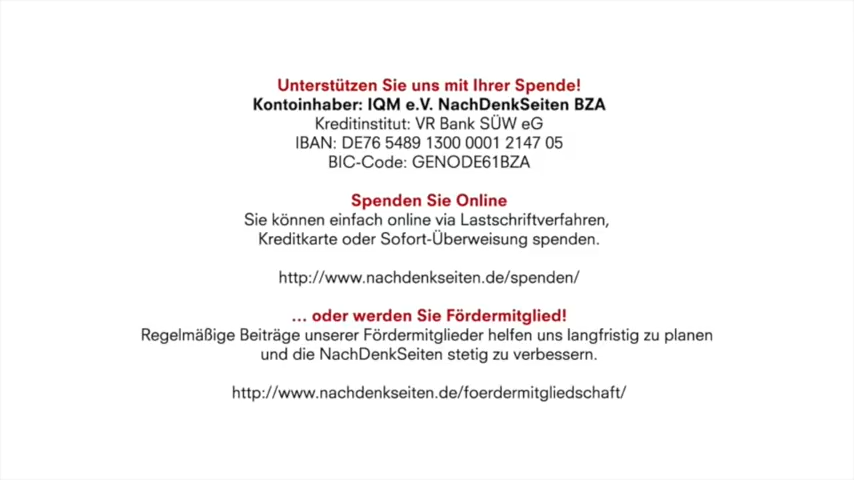 Unterstützen Sie uns mit Ihrer Spende!
Kontoinhaber: IQM e.V. NachDenkSeiten BZA
Kreditinstitut: VR Bank SÜW eG
IBAN: DE76 5489 1300 0001 2147 05
BIC-Code: GENODE61BZA
Spenden Sie Online
Sie können einfach online via Lastschriftverfahren,
Kreditkarte oder Sofort-Überweisung spenden.
http://www.nachdenkseiten.de/spenden/
... oder werden Sie Fördermitglied!
Regelmäßige Beiträge unserer Fördermitglieder helfen uns langfristig zu planen
und die NachDenkSeiten stetig zu verbessern.
http://www.nachdenkseiten.de/foerdermitgliedschaft/